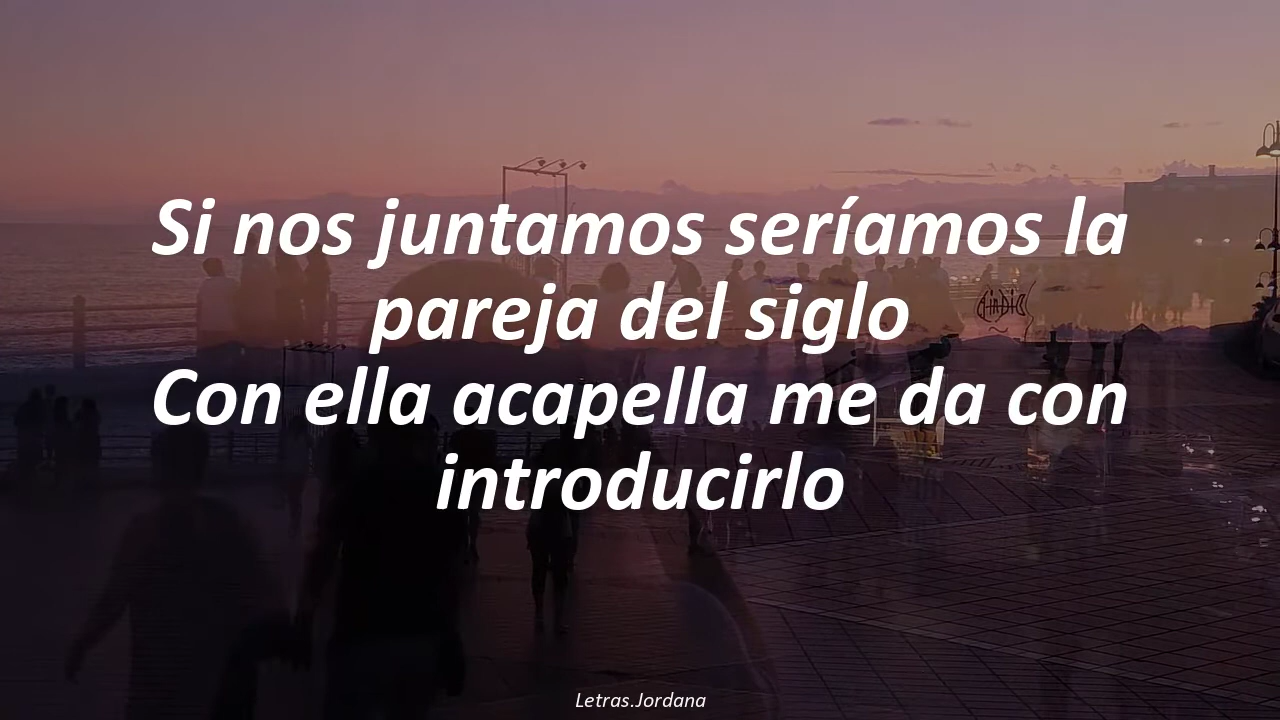 Si nos juntamos seríamos la
pareja del siglo
Con ella acapella me da con
introducirlo
Letras.Jordana